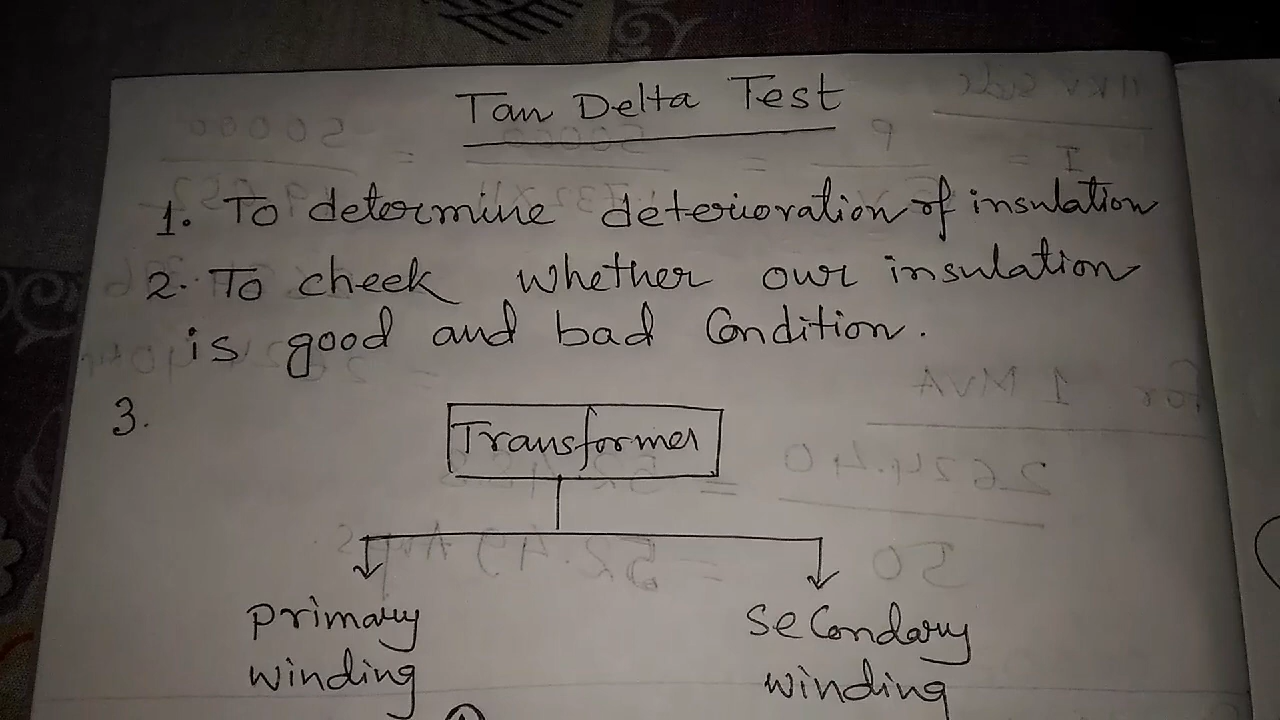 Tan Delta Test
1. To determine deterioration of insulation
2. To cheek whether our insulation
is good and bad Condition.
3.
Transformer
Primary
winding
Secondary
winding